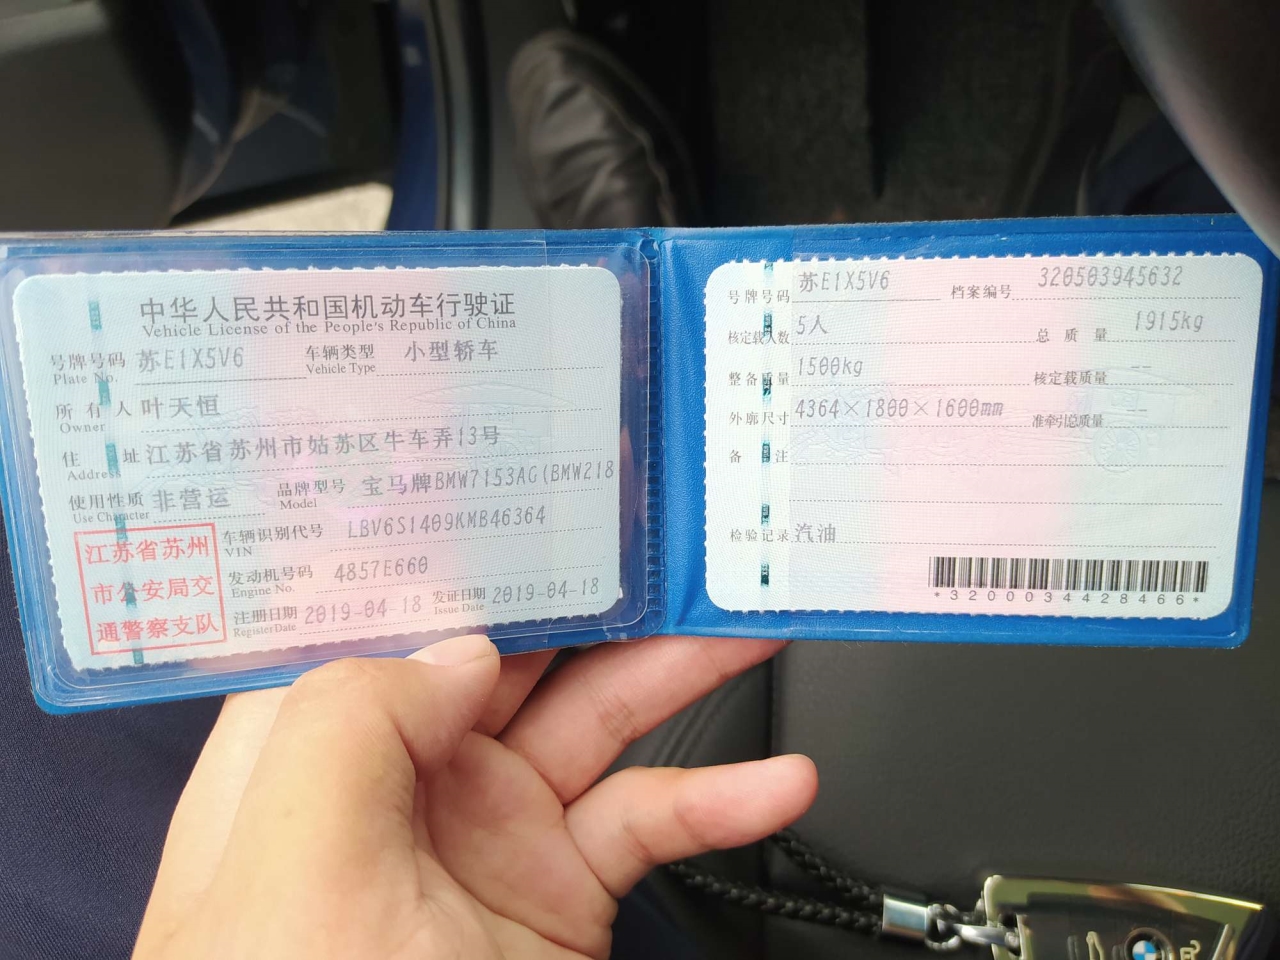 中华人民共和国机动车行驶证
Vehicle License of the People's Republic of China
号牌号码 苏E1X5V6 车辆类型 小型轿车
Plate No. Vehicle Type
所有人 叶天恒
Owner
住址 江苏省苏州市姑苏区牛车弄13号
Address
使用性质 非营运 品牌型号 宝马牌BMW7153AG(BMW218
Use Character Model
江苏省苏州
市公安局交
通警察支队
车辆识别代号 LBV6S1409KMB46364
VIN
发动机号码 4857E660
Engine No.
注册日期 2019-04-18 发证日期 2019-04-18
Register Date Issue Date
号牌号码 苏E1X5V6 档案编号 320503945632
核定载人数 5人 总质量 1915kg
整备质量 1500kg 核定载质量 --
外廓尺寸 4364×1800×1600mm 准牵引总质量 --
备注
检验记录 汽油
*3200034428466*